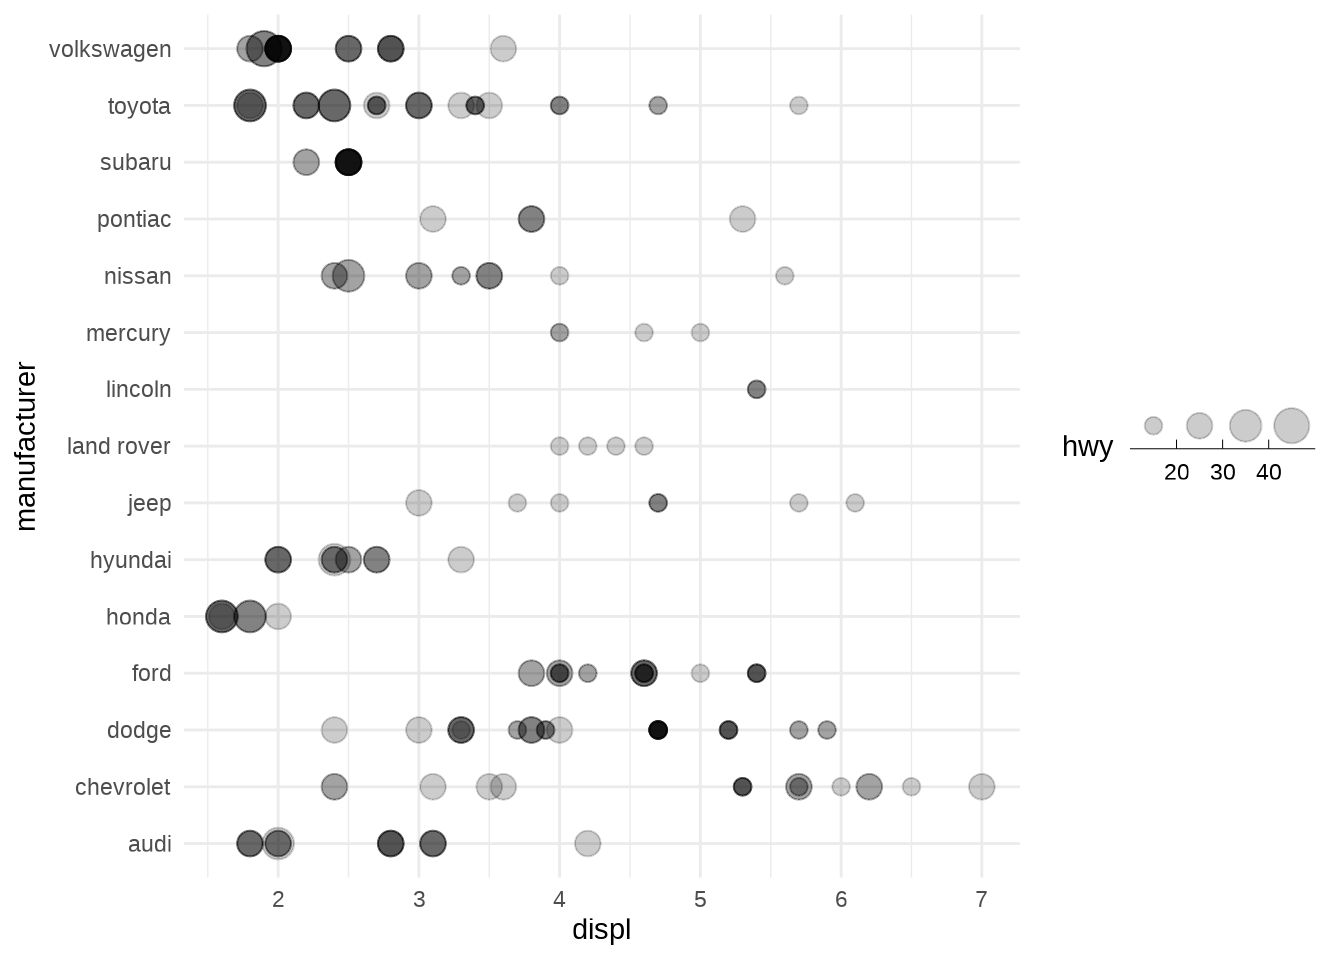 volkswagen
toyota
subaru
pontiac
nissan
mercury
lincoln
land rover
jeep
hyundai
honda
ford
dodge
chevrolet
audi
manufacturer
2 3 4 5 6 7
displ
hwy
20 30 40